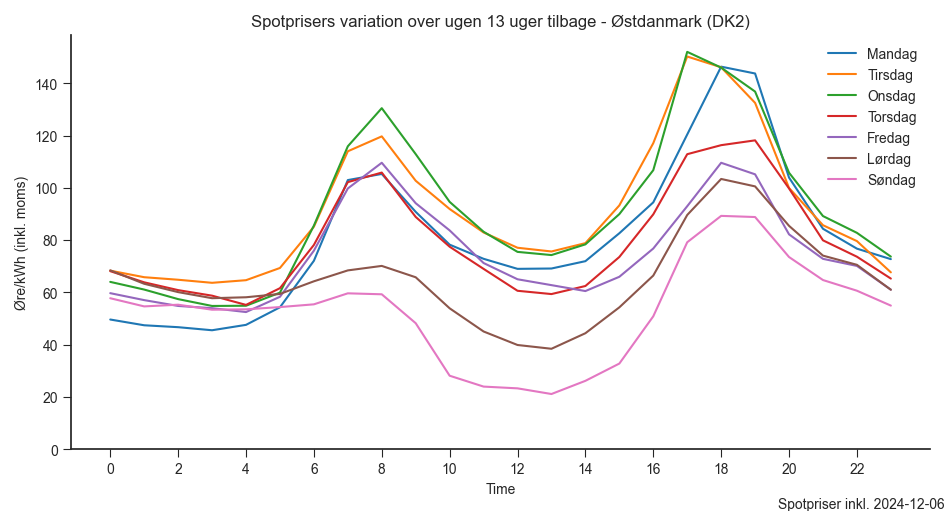 Spotprisers variation over ugen 13 uger tilbage - Østdanmark (DK2)
Øre/kWh (inkl. moms)
140
120
100
80
60
40
20
0
0 2 4 6 8 10 12 14 16 18 20 22
Time
Mandag
Tirsdag
Onsdag
Torsdag
Fredag
Lørdag
Søndag
Spotpriser inkl. 2024-12-06